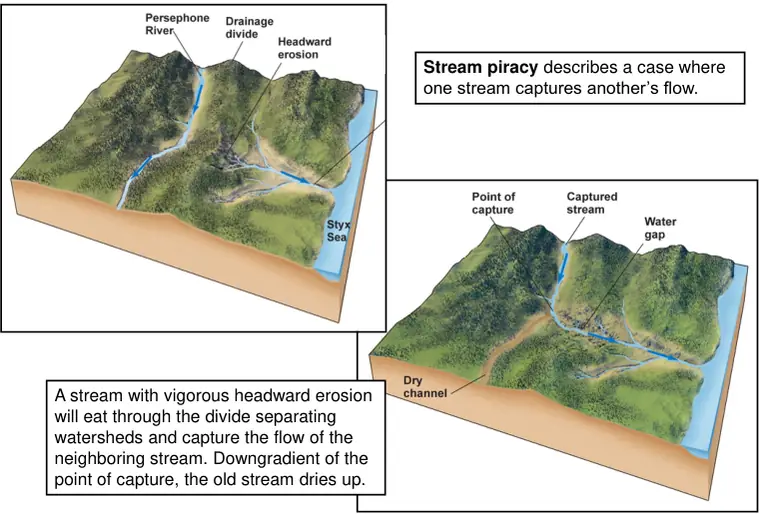 Persephone
River
Drainage
divide
Headward
erosion
Styx
Sea
Stream piracy describes a case where
one stream captures another’s flow.
Point of
capture
Captured
stream
Water
gap
Dry
channel
A stream with vigorous headward erosion
will eat through the divide separating
watersheds and capture the flow of the
neighboring stream. Downgradient of the
point of capture, the old stream dries up.